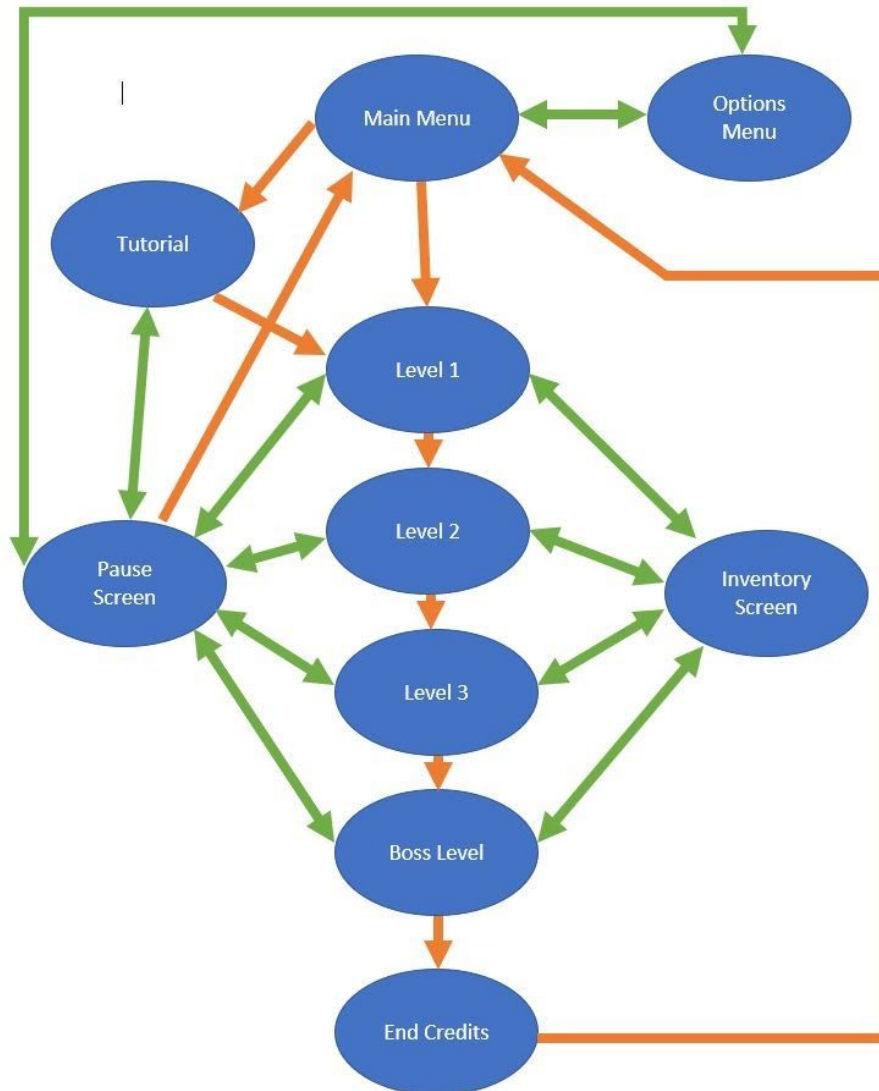 Main Menu
Options
Menu
Tutorial
Level 1
Level 2
Pause
Screen
Inventory
Screen
Level 3
Boss Level
End Credits